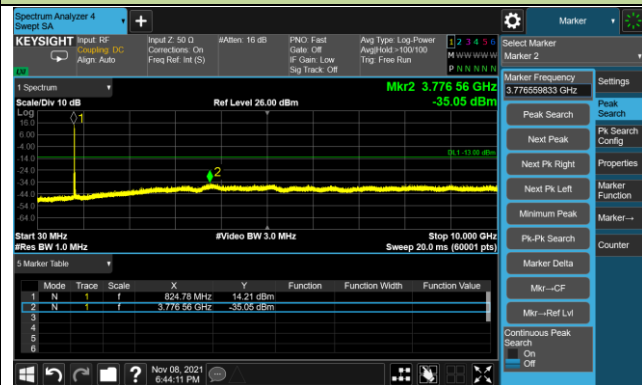 Spectrum Analyzer 4
Swept SA
+
Marker
KEYSIGHT Input: RF Input Z: 50 Ω #Atten: 16 dB PNO: Fast Avg Type: Log-Power 1 2 3 4 5 6
Coupling: DC Corrections: On Gate: Off Avg|Hold:>100/100 M W W W W W
Align: Auto Freq Ref: Int (S) IF Gain: Low Trig: Free Run P N N N N N
Sig Track: Off
Select Marker
Marker 2
1 Spectrum
Mkr2 3.776 56 GHz
Scale/Div 10 dB Ref Level 26.00 dBm -35.05 dBm
Log
16.0
6.00
-4.00
-14.0
-24.0
-34.0
-44.0
-54.0
-64.0
1
2
DL1 -13.00 dBm
Start 30 MHz #Video BW 3.0 MHz Stop 10.000 GHz
#Res BW 1.0 MHz Sweep 20.0 ms (60001 pts)
5 Marker Table
Mode Trace Scale X Y Function Function Width Function Value
1 N 1 f 824.78 MHz 14.21 dBm
2 N 1 f 3.776 56 GHz -35.05 dBm
3
4
5
6
Marker Frequency
3.776559833 GHz
Peak Search
Next Peak
Next Pk Right
Next Pk Left
Minimum Peak
Pk-Pk Search
Marker Delta
Mkr→CF
Mkr→Ref Lvl
Continuous Peak
Search
On
Off
Settings
Peak
Search
Pk Search
Config
Properties
Marker
Function
Marker→
Counter
?
Nov 08, 2021
6:44:11 PM